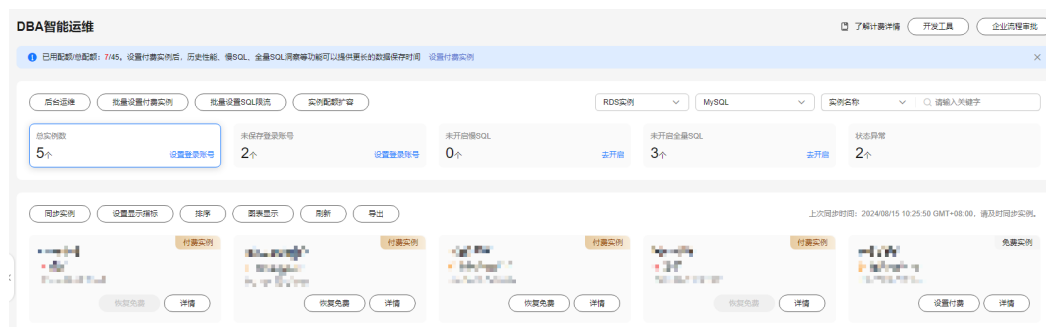 DBA智能运维
了解计费详情 开发工具 企业流程审批
已用配额/总配额：7/45。设置付费实例后，历史性能、慢SQL、全量SQL洞察等功能可以提供更长的数据保存时间 设置付费实例
后台运维 批量设置付费实例 批量设置SQL限流 实例配额扩容 RDS实例 MySQL 实例名称 请输入关键字
总实例数 未保存登录账号 未开启慢SQL 未开启全量SQL 状态异常
5个 设置登录账号 2个 设置登录账号 0个 去开启 3个 去开启 2个
同步实例 设置显示指标 排序 图表显示 刷新 导出 上次同步时间：2024/08/15 10:25:50 GMT+08:00，请及时同步实例。
付费实例 付费实例 付费实例 付费实例 免费实例
恢复免费 详情 恢复免费 详情 恢复免费 详情 恢复免费 详情 设置付费 详情